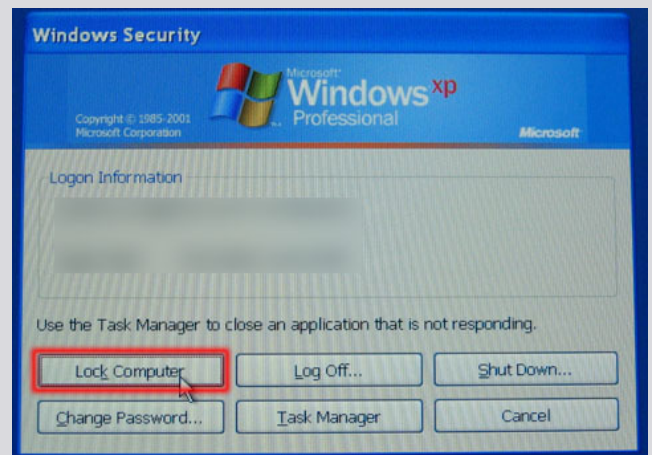 Windows Security
Microsoft®
Windows xp
Professional
Copyright © 1985-2001
Microsoft Corporation
Microsoft
Logon Information
Use the Task Manager to close an application that is not responding.
Lock Computer
Log Off...
Shut Down...
Change Password...
Task Manager
Cancel